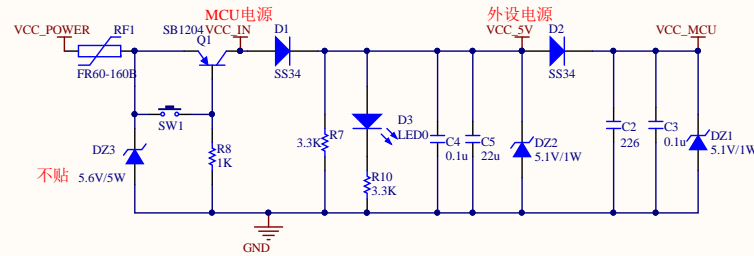 MCU电源
外设电源
VCC_POWER
RF1
SB1204
VCC_IN
D1
VCC_5V
D2
VCC_MCU
Q1
FR60-160B
SS34
SS34
SW1
R7
3.3K
D3
LED0
C4
0.1u
C5
22u
DZ2
5.1V/1W
C2
226
C3
0.1u
DZ1
5.1V/1W
DZ3
5.6V/5W
不贴
R8
1K
R10
3.3K
GND